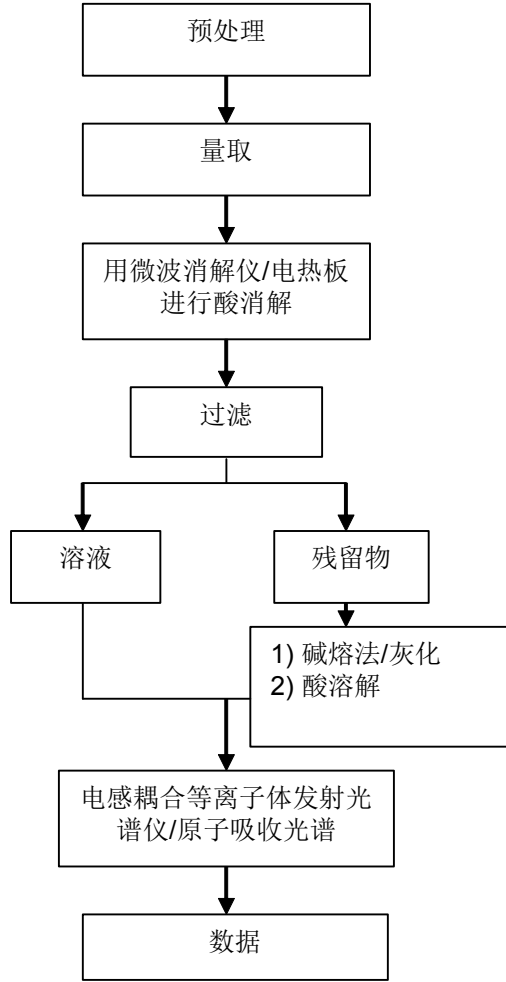 预处理
量取
用微波消解仪/电热板
进行酸消解
过滤
溶液
残留物
1) 碱熔法/灰化
2) 酸溶解
电感耦合等离子体发射光
谱仪/原子吸收光谱
数据